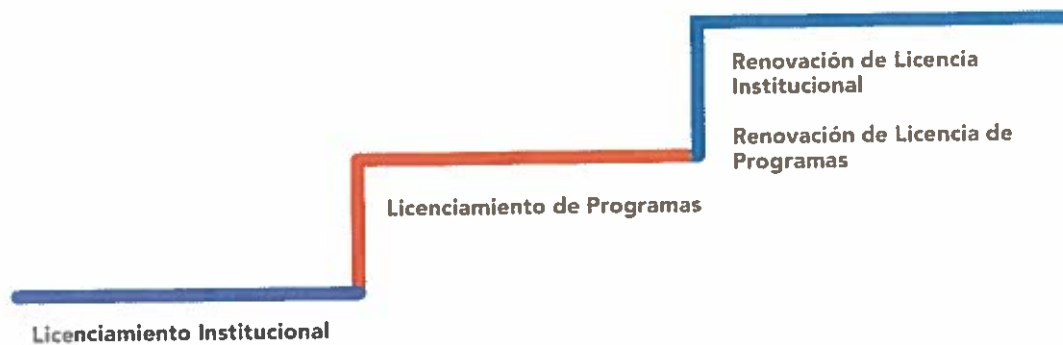 Renovación de Licencia
Institucional
Renovación de Licencia de
Programas
Licenciamiento de Programas
Licenciamiento Institucional